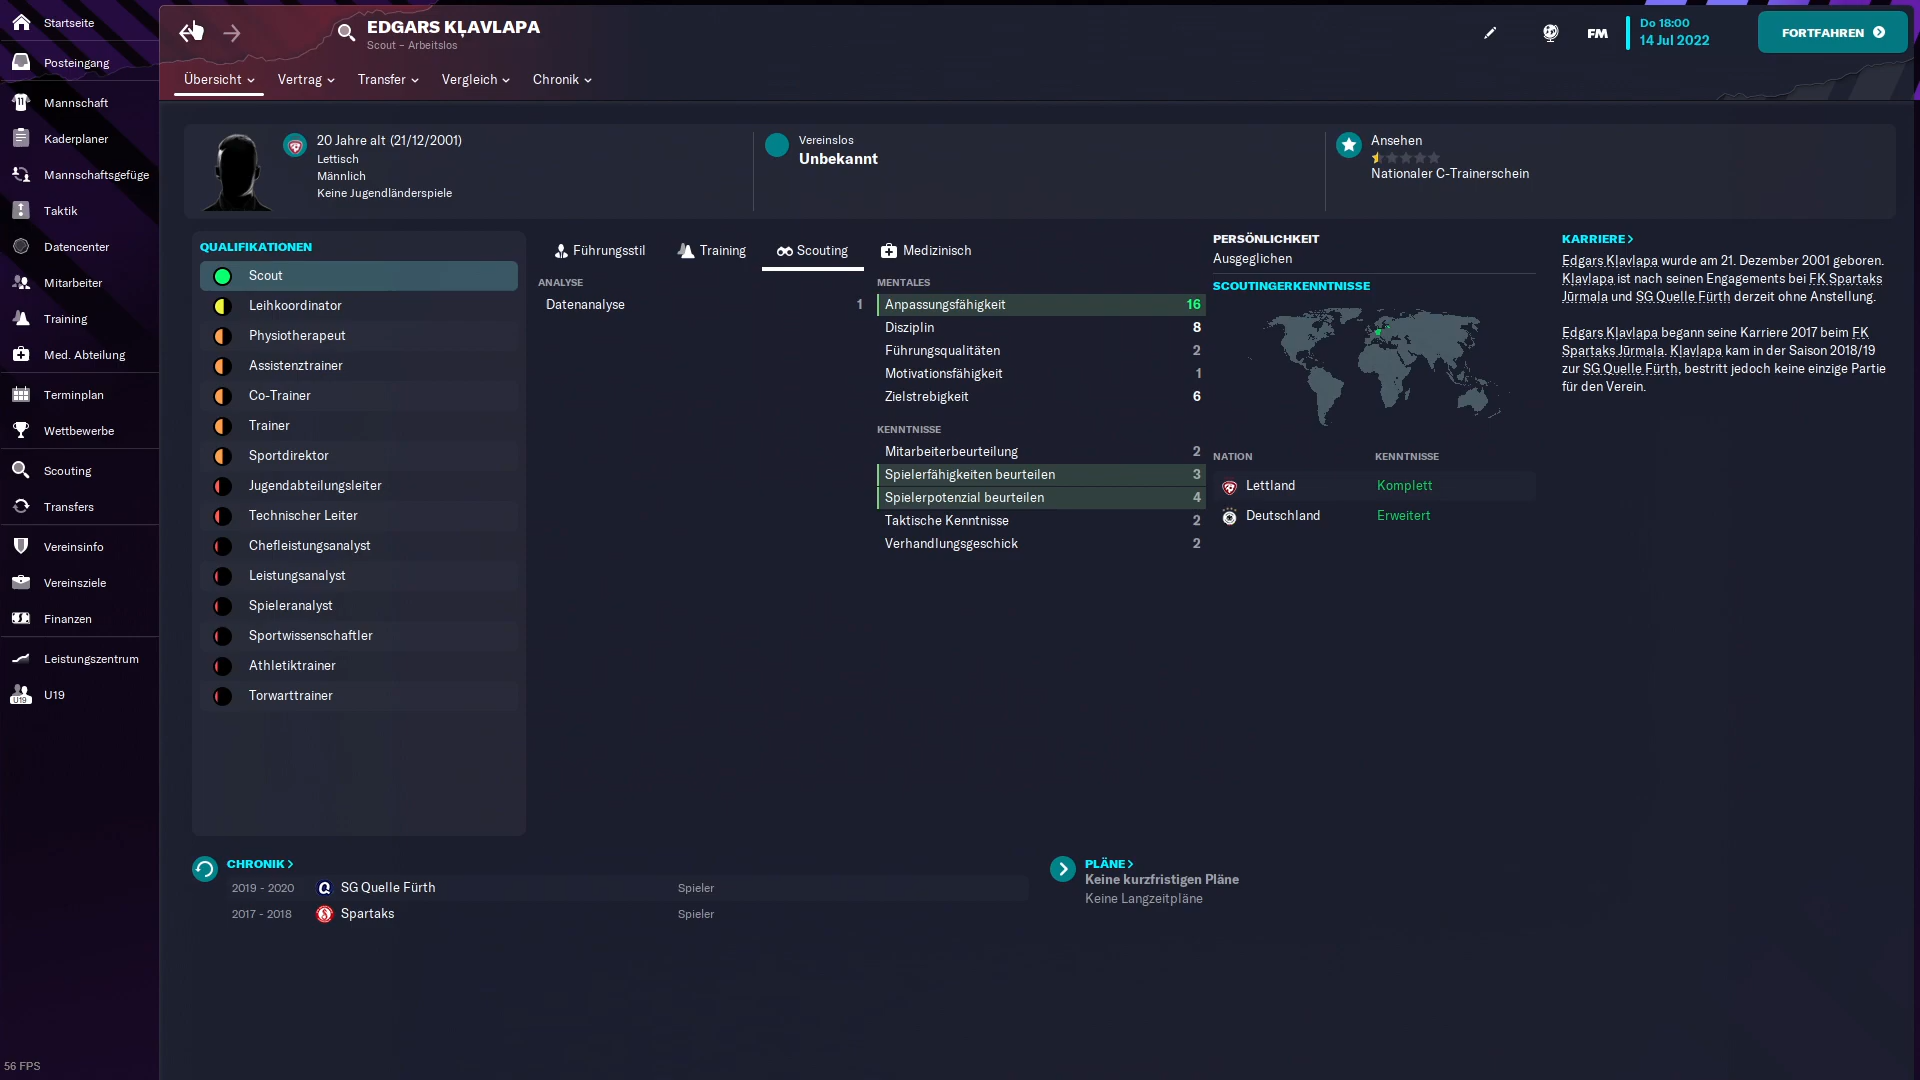 Startseite
Posteingang
Mannschaft
Kaderplaner
Mannschaftsgefüge
Taktik
Datencenter
Mitarbeiter
Training
Med. Abteilung
Terminplan
Wettbewerbe
Scouting
Transfers
Vereinsinfo
Vereinsziele
Finanzen
Leistungszentrum
U19
U19
56 FPS
EDGARS KĻAVLAPA
Scout - Arbeitslos
FM
Do 18:00
14 Jul 2022
FORTFAHREN
Übersicht
Vertrag
Transfer
Vergleich
Chronik
20 Jahre alt (21/12/2001)
Lettisch
Männlich
Keine Jugendländerspiele
Vereinslos
Unbekannt
Ansehen
Nationaler C-Trainerschein
QUALIFIKATIONEN
Scout
Leihkoordinator
Physiotherapeut
Assistenztrainer
Co-Trainer
Trainer
Sportdirektor
Jugendabteilungsleiter
Technischer Leiter
Chefleistungsanalyst
Leistungsanalyst
Spieleranalyst
Sportwissenschaftler
Athletiktrainer
Torwarttrainer
Führungsstil
Training
Scouting
Medizinisch
ANALYSE
Datenanalyse 1
MENTALES
Anpassungsfähigkeit 16
Disziplin 8
Führungsqualitäten 2
Motivationsfähigkeit 1
Zielstrebigkeit 6
KENNTNISSE
Mitarbeiterbeurteilung 2
Spielerfähigkeiten beurteilen 3
Spielerpotenzial beurteilen 4
Taktische Kenntnisse 2
Verhandlungsgeschick 2
PERSÖNLICHKEIT
Ausgeglichen
SCOUTINGERKENNTNISSE
NATION KENNTNISSE
Lettland Komplett
Deutschland Erweitert
KARRIERE
Edgars Kļavlapa wurde am 21. Dezember 2001 geboren.
Kļavlapa ist nach seinen Engagements bei FK Spartaks
Jūrmala und SG Quelle Fürth derzeit ohne Anstellung.
Edgars Kļavlapa begann seine Karriere 2017 beim FK
Spartaks Jūrmala. Kļavlapa kam in der Saison 2018/19
zur SG Quelle Fürth, bestritt jedoch keine einzige Partie
für den Verein.
CHRONIK
2019 - 2020 SG Quelle Fürth Spieler
2017 - 2018 Spartaks Spieler
PLÄNE
Keine kurzfristigen Pläne
Keine Langzeitpläne